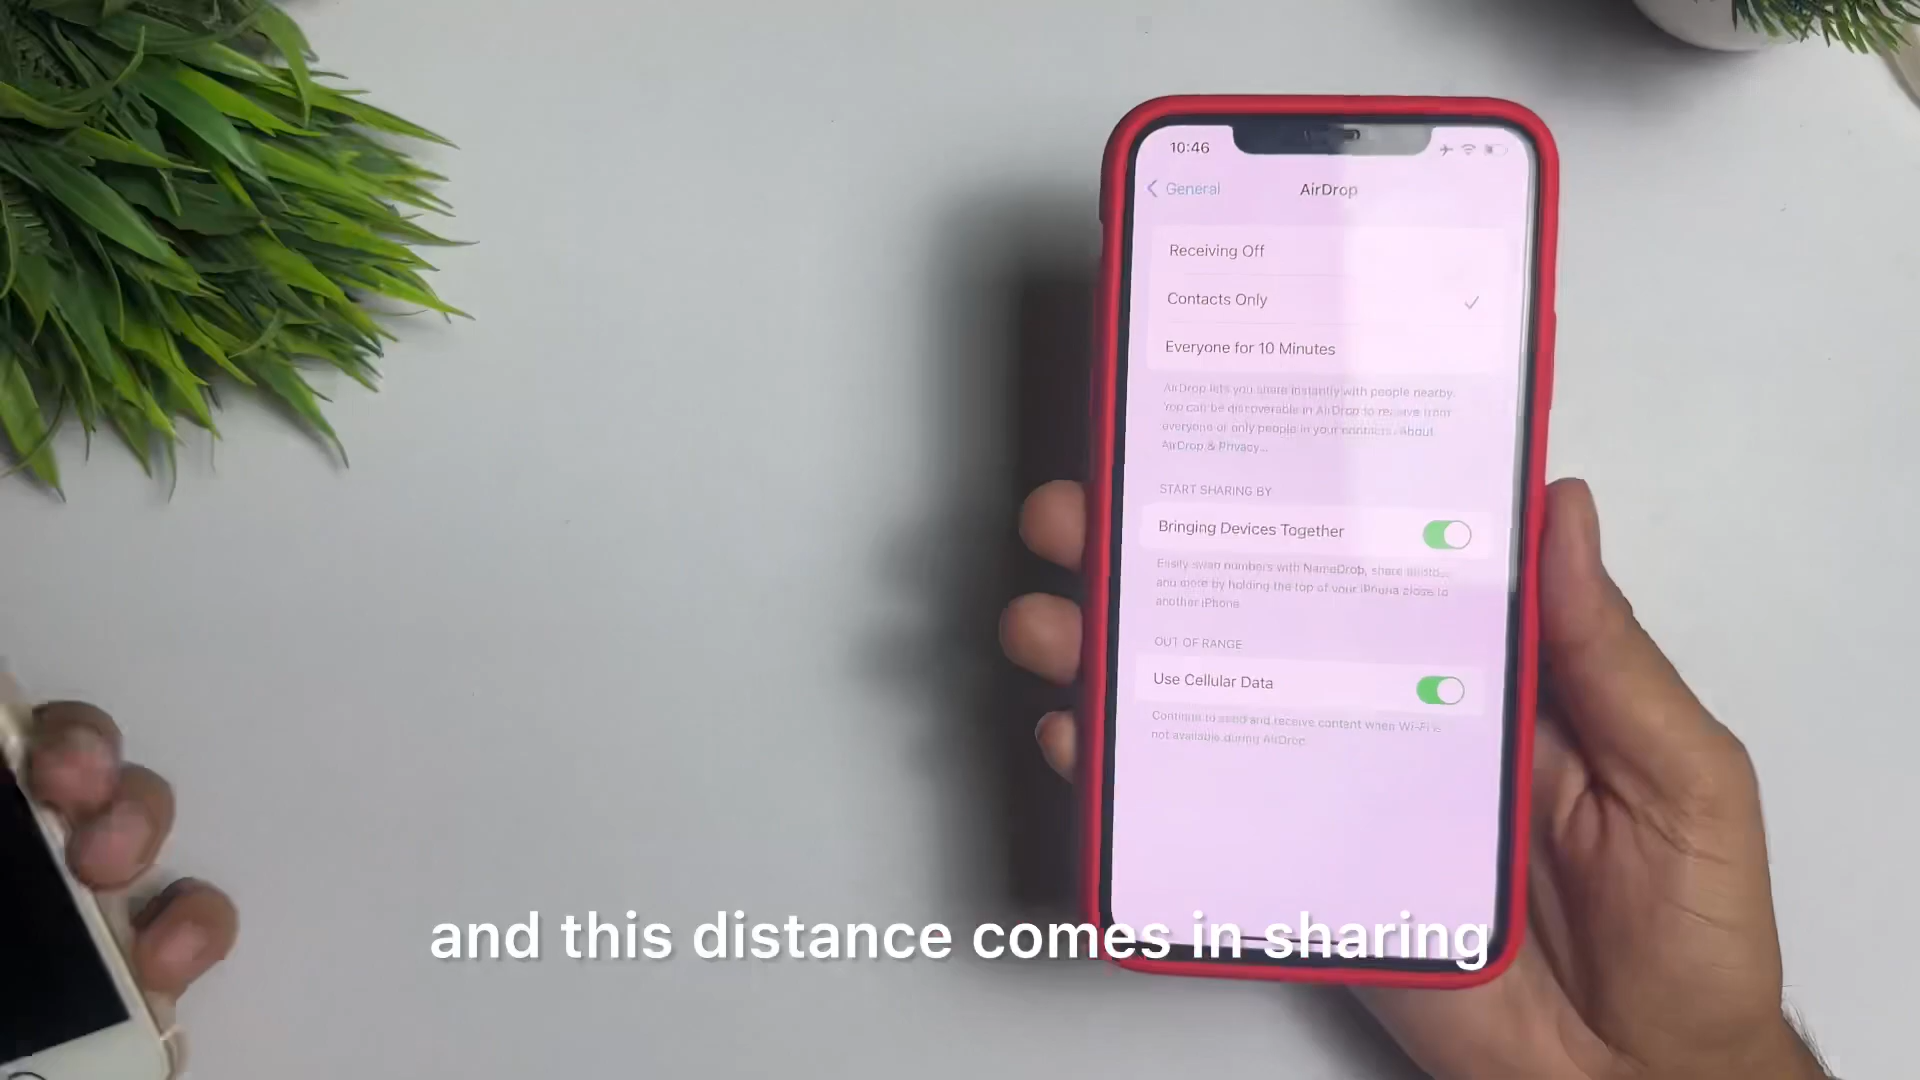 10:46
General
AirDrop
Receiving Off
Contacts Only
Everyone for 10 Minutes
AirDrop lets you share instantly with people nearby.
You can be discoverable in AirDrop to receive from
everyone or only people in your contacts. About
AirDrop & Privacy...
START SHARING BY
Bringing Devices Together
Easily swap numbers with NameDrop, share
and more by holding the top of your iPhone close to
another iPhone.
OUT OF RANGE
Use Cellular Data
Continue to send and receive content when Wi-Fi is
not available during AirDrop.
and this distance comes in sharing